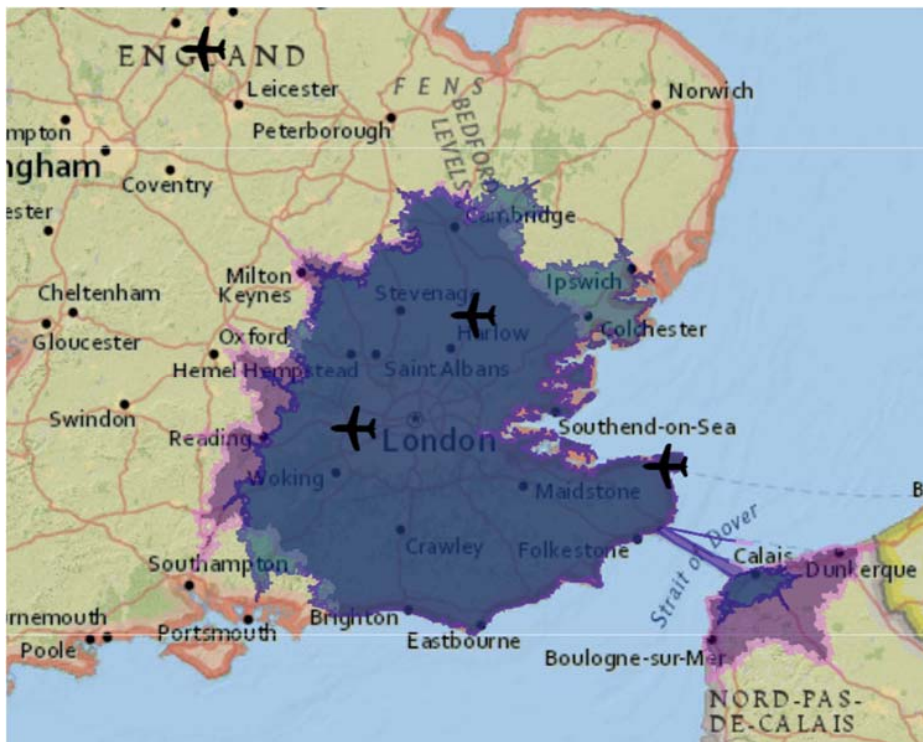 ENGLAND
Leicester
FENS
Norwich
Peterborough
BEDFORD
LEVELS
mpton
ngham
Coventry
ester
Cambridge
Milton
Keynes
Ipswich
Cheltenham
Stevenage
Gloucester
Oxford
Harlow
Colchester
Hemel Hempstead
Saint Albans
Swindon
Reading
London
Southend-on-Sea
Woking
Maidstone
B
Crawley
Folkestone
Strait of Dover
Calais
Dunkerque
Southampton
urnemouth
Portsmouth
Brighton
Poole
Eastbourne
Boulogne-sur-Mer
NORD-PAS-
DE-CALAIS